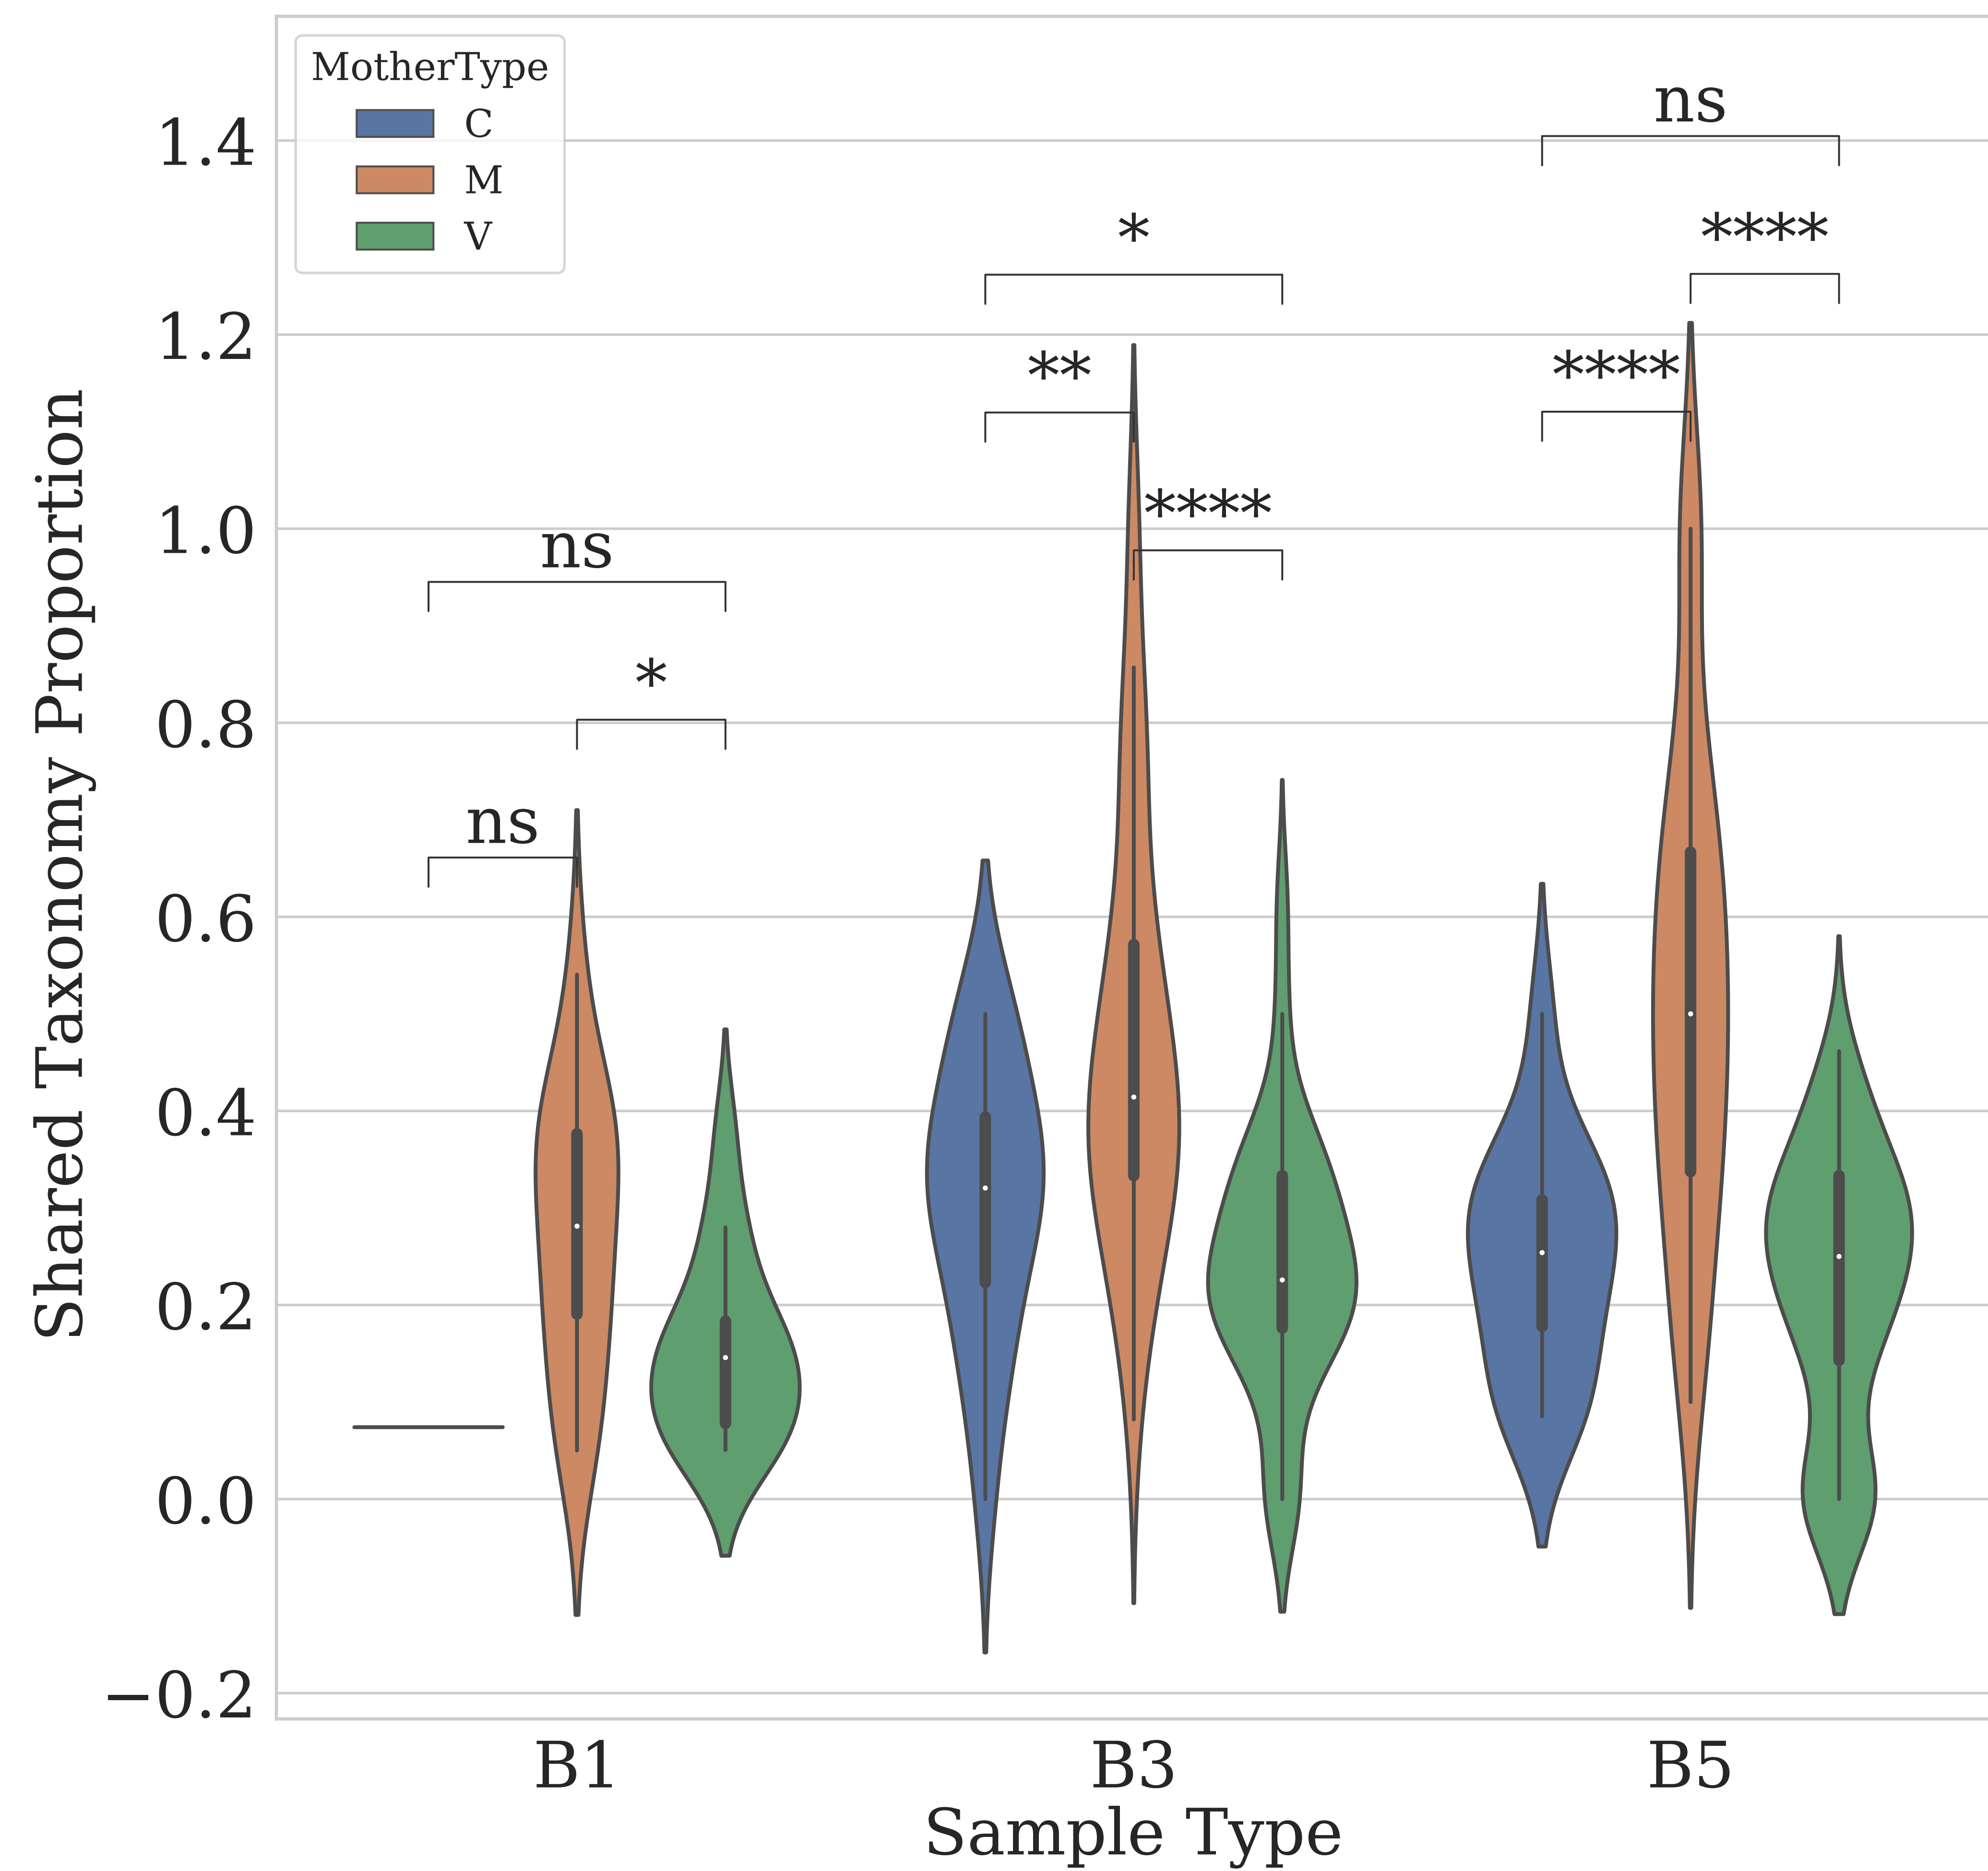 MotherType
C
M
V
Shared Taxonomy Proportion
1.4
1.2
1.0
0.8
0.6
0.4
0.2
0.0
−0.2
ns
*
ns
*
**
****
ns
****
****
B1
B3
B5
Sample Type